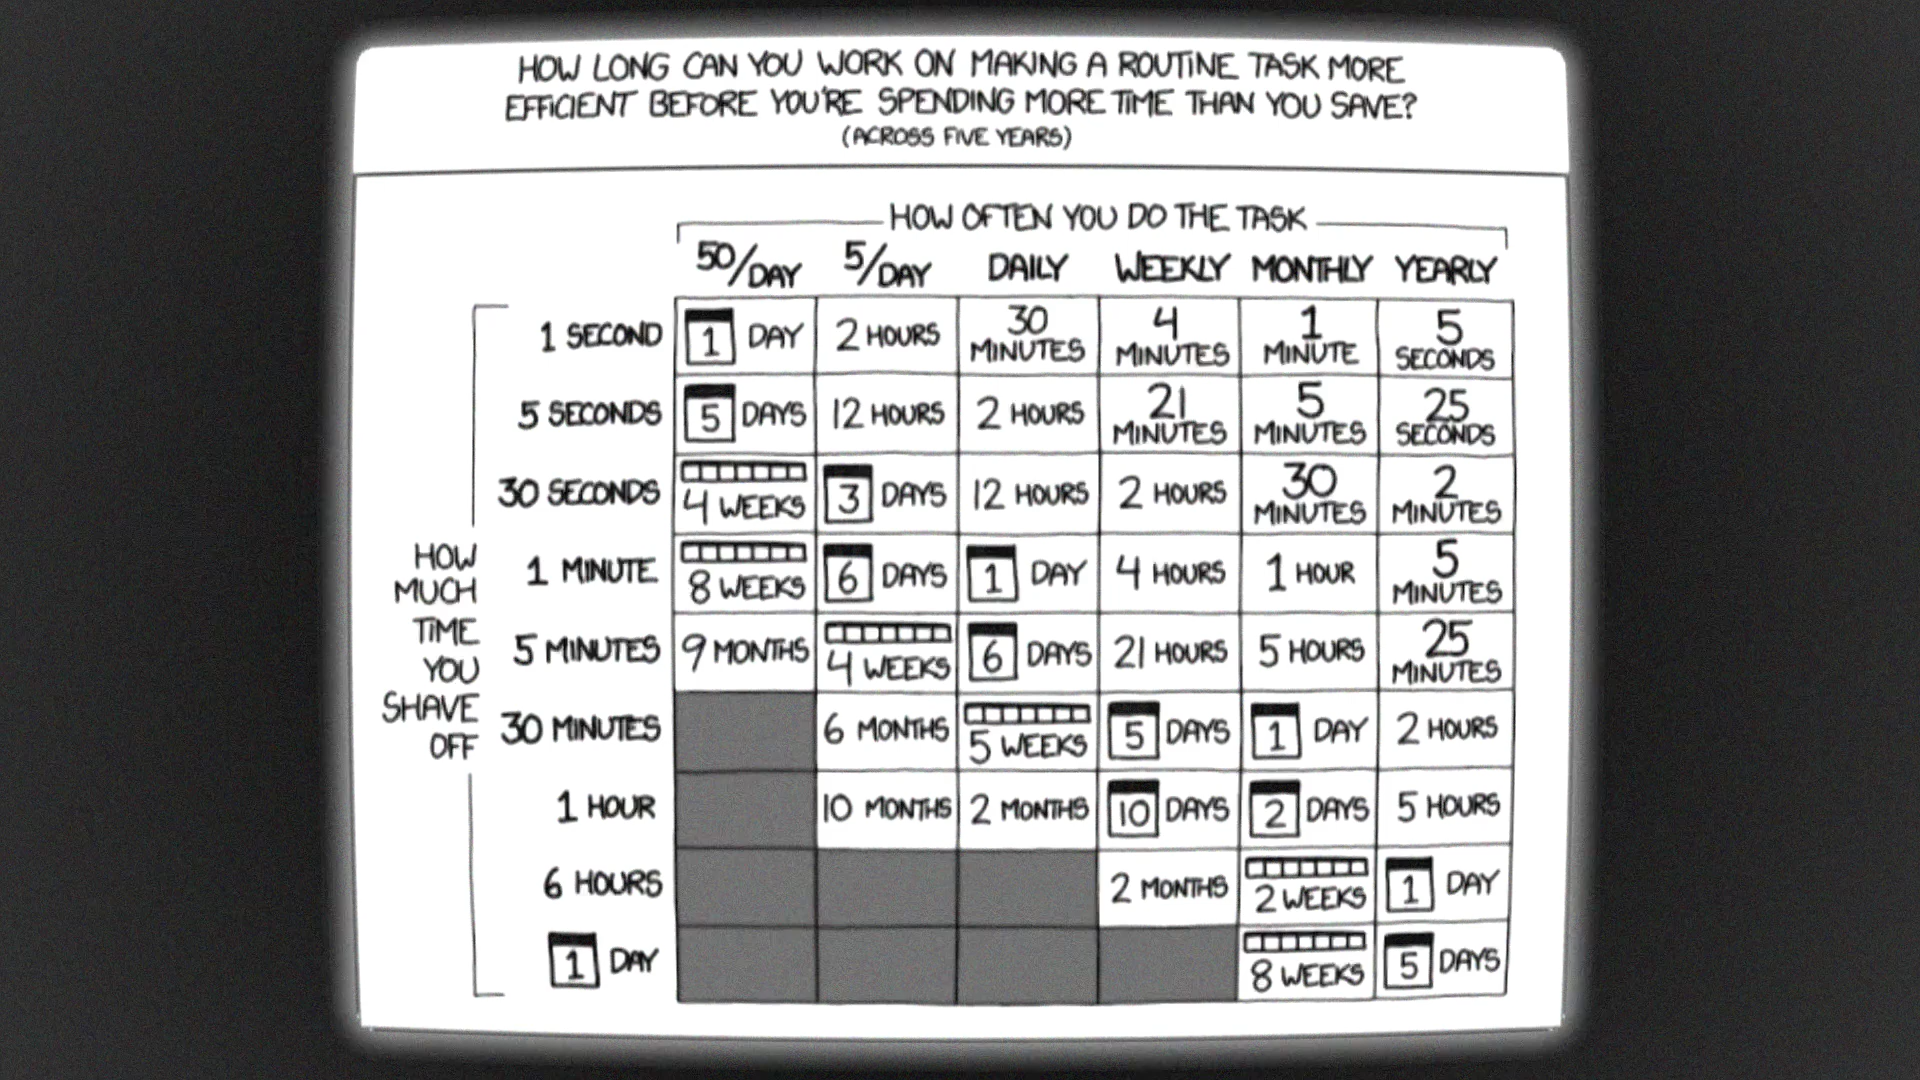 HOW LONG CAN YOU WORK ON MAKING A ROUTINE TASK MORE
EFFICIENT BEFORE YOU'RE SPENDING MORE TIME THAN YOU SAVE?
(ACROSS FIVE YEARS)
HOW OFTEN YOU DO THE TASK
50/DAY 5/DAY DAILY WEEKLY MONTHLY YEARLY
HOW
MUCH
TIME
YOU
SHAVE
OFF
1 SECOND 1 DAY 2 HOURS 30 MINUTES 4 MINUTES 1 MINUTE 5 SECONDS
5 SECONDS 5 DAYS 12 HOURS 2 HOURS 21 MINUTES 5 MINUTES 25 SECONDS
30 SECONDS 4 WEEKS 3 DAYS 12 HOURS 2 HOURS 30 MINUTES 2 MINUTES
1 MINUTE 8 WEEKS 6 DAYS 1 DAY 4 HOURS 1 HOUR 5 MINUTES
5 MINUTES 9 MONTHS 4 WEEKS 6 DAYS 21 HOURS 5 HOURS 25 MINUTES
30 MINUTES 6 MONTHS 5 WEEKS 5 DAYS 1 DAY 2 HOURS
1 HOUR 10 MONTHS 2 MONTHS 10 DAYS 2 DAYS 5 HOURS
6 HOURS 2 MONTHS 2 WEEKS 1 DAY
1 DAY 8 WEEKS 5 DAYS